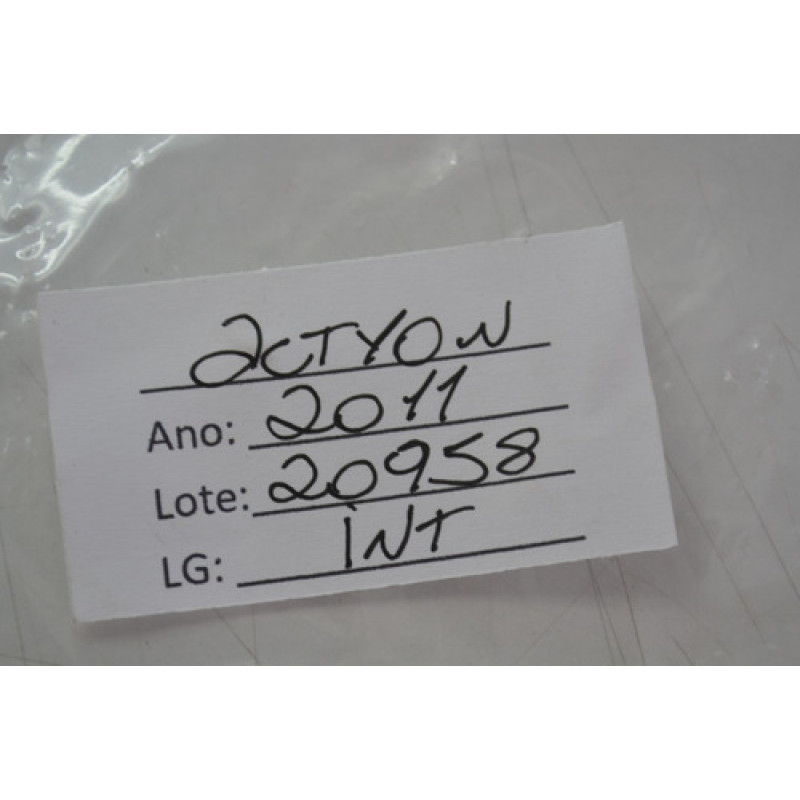 aCTYON
Ano: 2011
Lote: 20958
LG: iNT